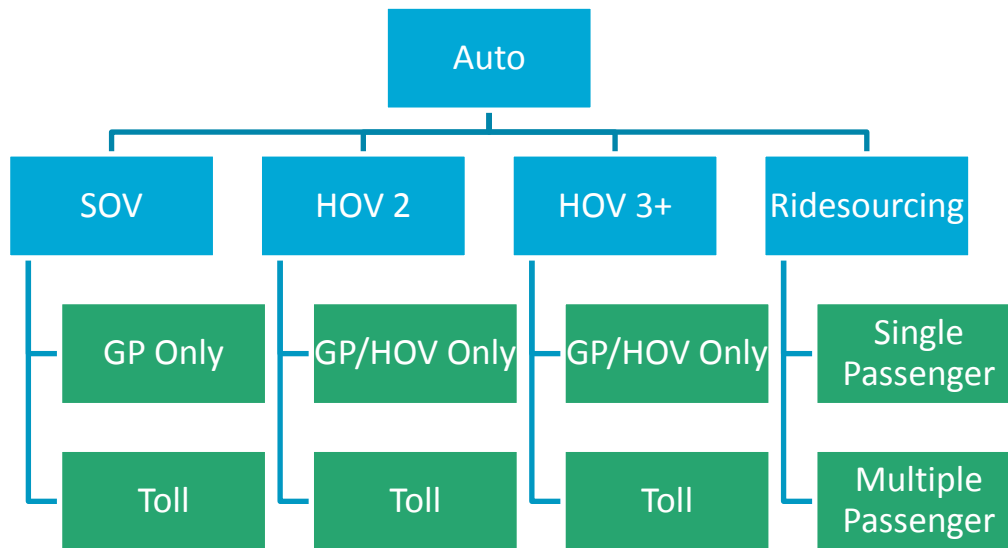 Auto
SOV
HOV 2
HOV 3+
Ridesourcing
GP Only
GP/HOV Only
GP/HOV Only
Single
Passenger
Toll
Toll
Toll
Multiple
Passenger